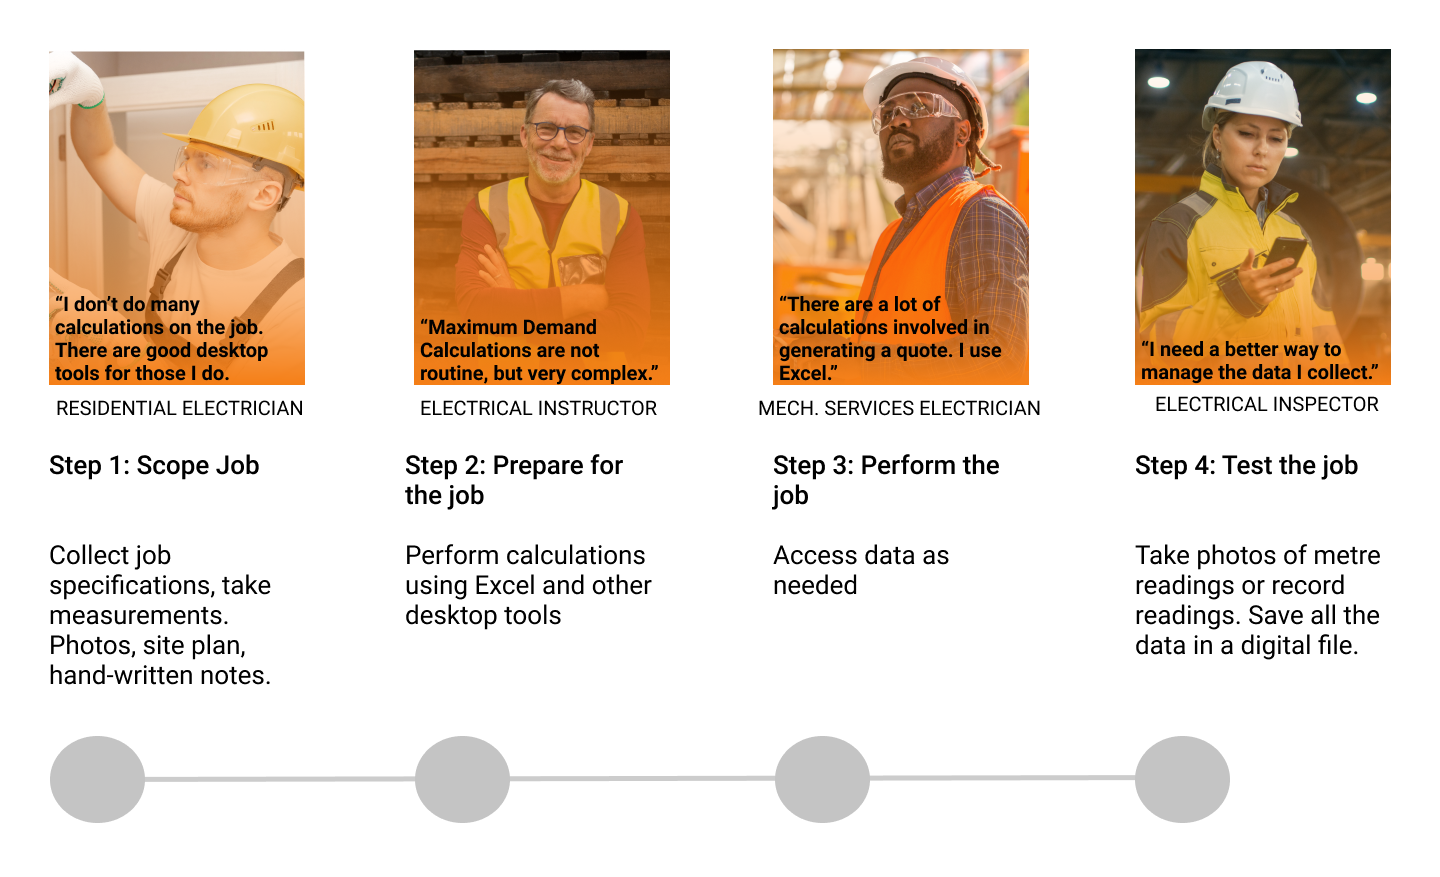 “I don’t do many
calculations on the job.
There are good desktop
tools for those I do.
RESIDENTIAL ELECTRICIAN
Step 1: Scope Job
Collect job
specifications, take
measurements.
Photos, site plan,
hand-written notes.
“Maximum Demand
Calculations are not
routine, but very complex.”
ELECTRICAL INSTRUCTOR
Step 2: Prepare for
the job
Perform calculations
using Excel and other
desktop tools
“There are a lot of
calculations involved in
generating a quote. I use
Excel.”
MECH. SERVICES ELECTRICIAN
Step 3: Perform the
job
Access data as
needed
“I need a better way to
manage the data I collect.”
ELECTRICAL INSPECTOR
Step 4: Test the job
Take photos of metre
readings or record
readings. Save all the
data in a digital file.